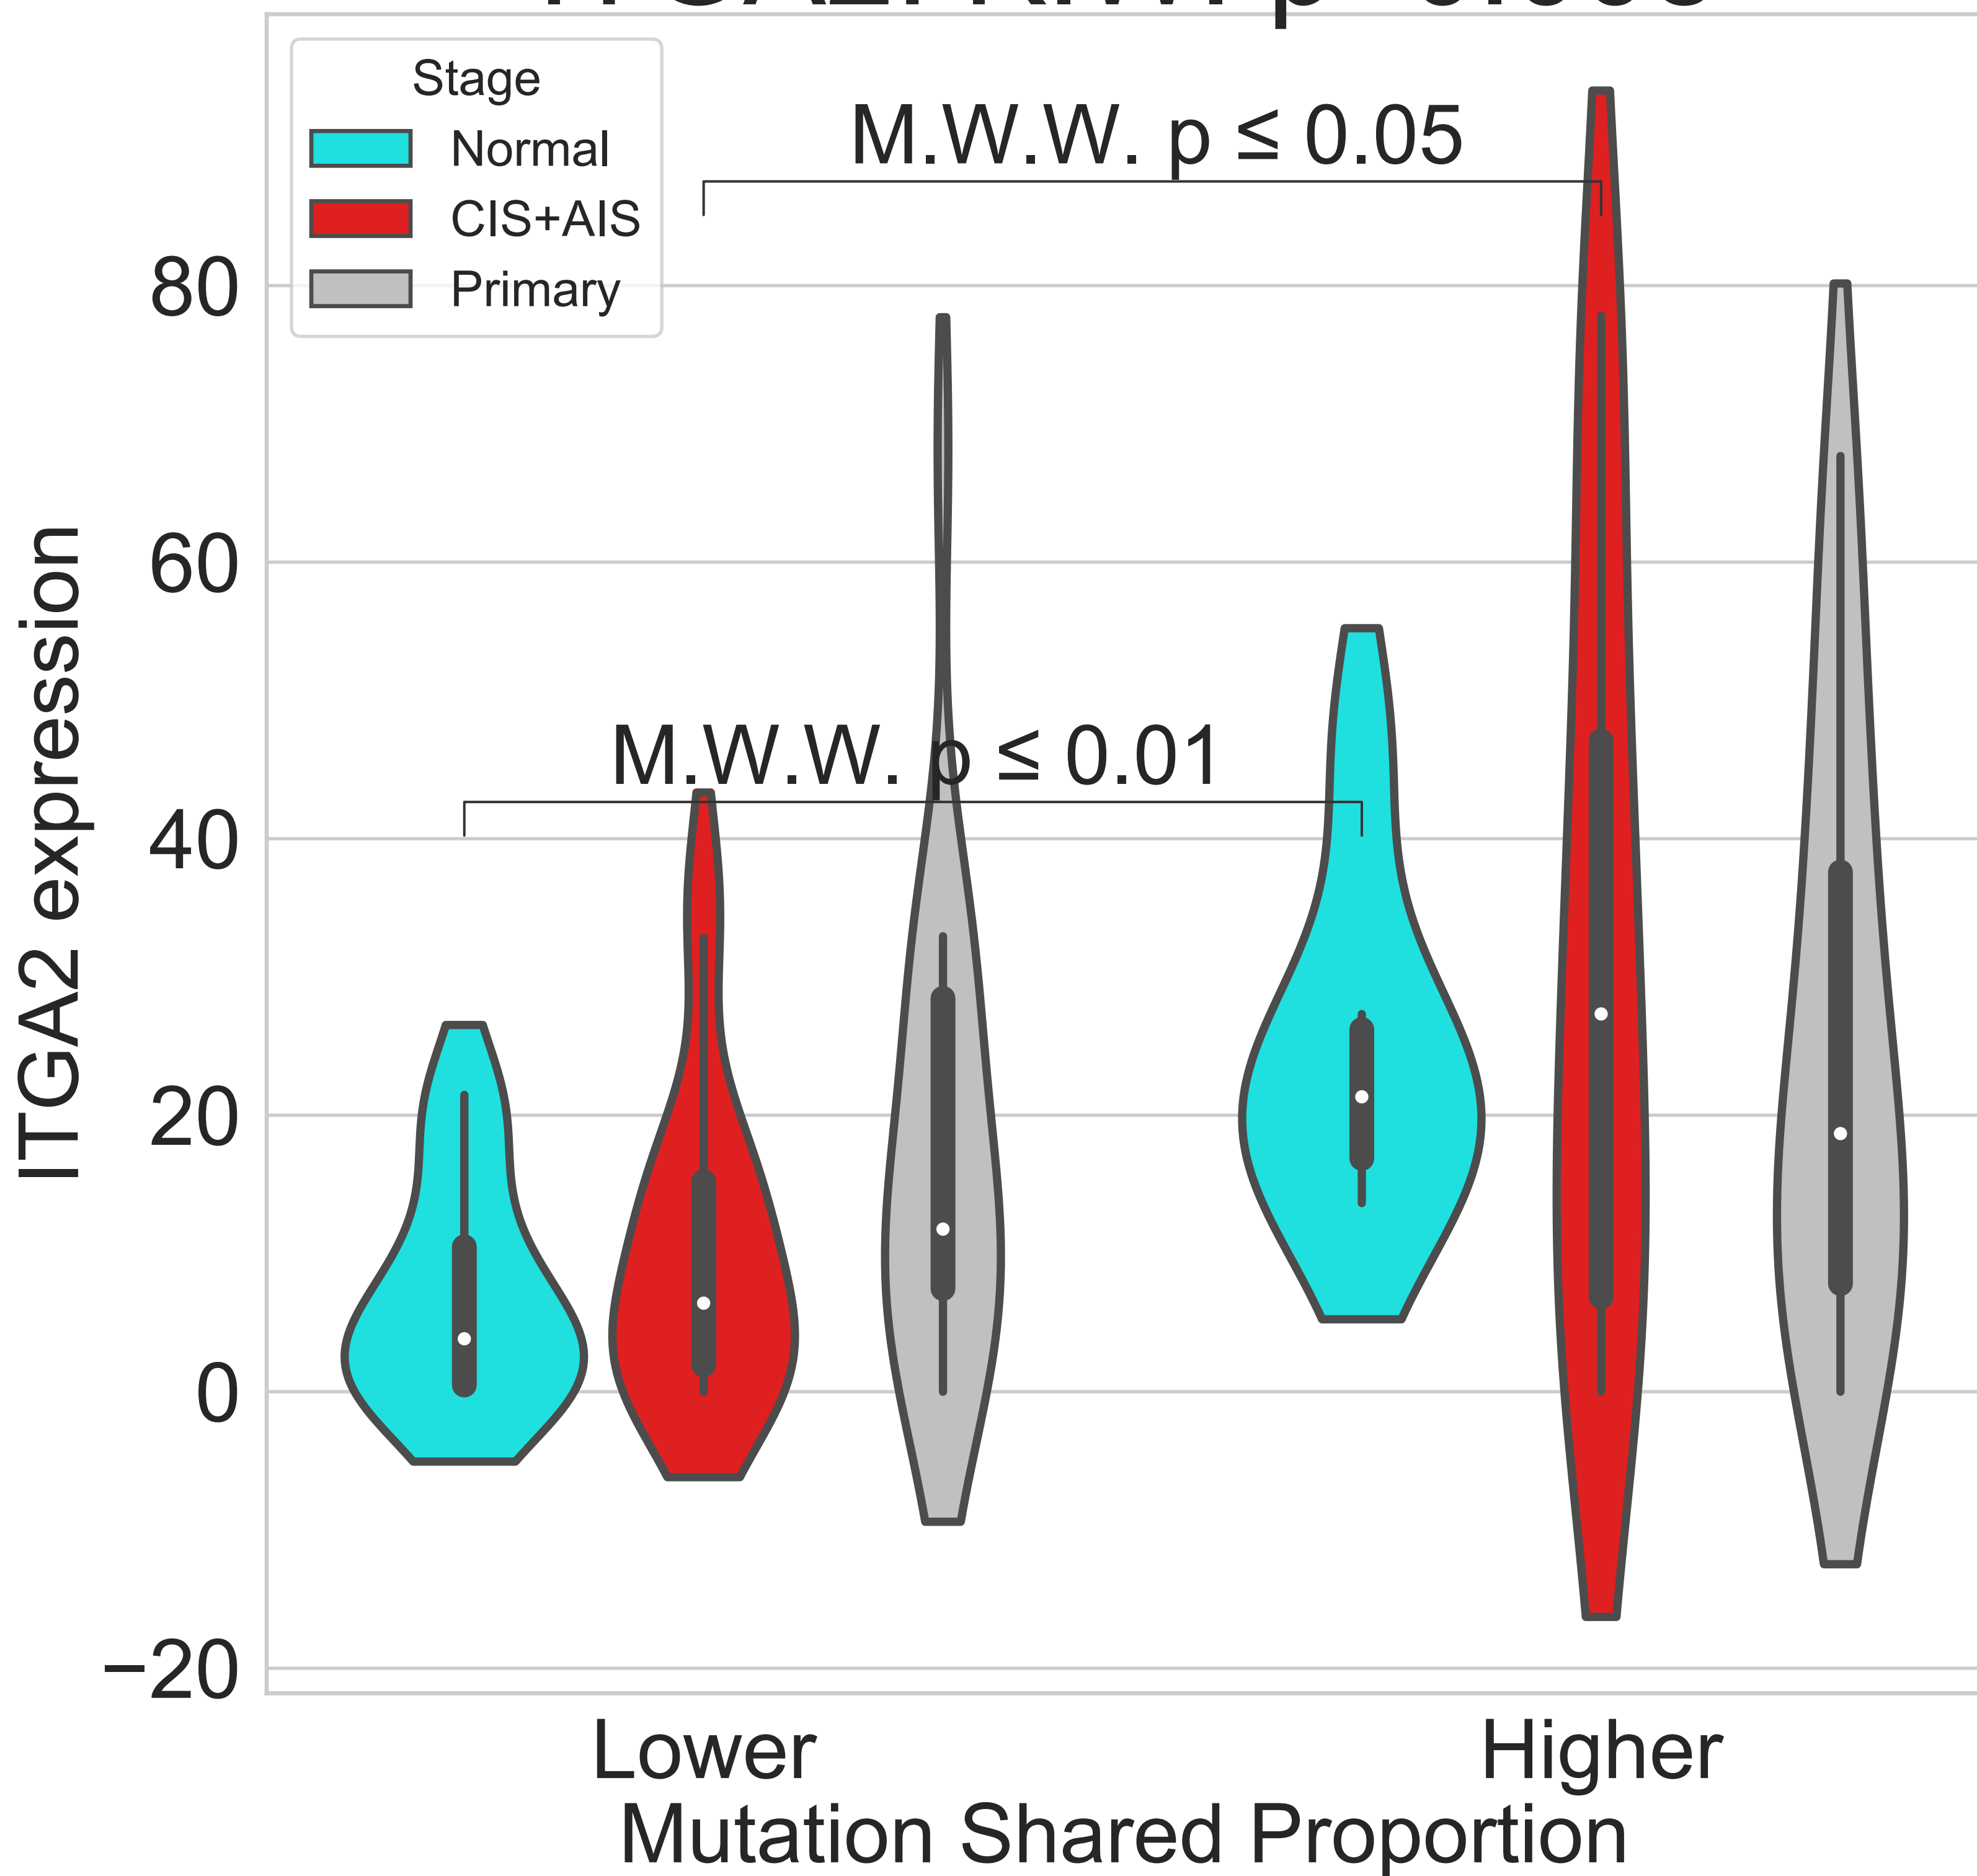 Stage
Normal
CIS+AIS
Primary
M.W.W. p ≤ 0.05
M.W.W. p ≤ 0.01
80
60
40
20
0
−20
ITGA2 expression
Lower
Higher
Mutation Shared Proportion